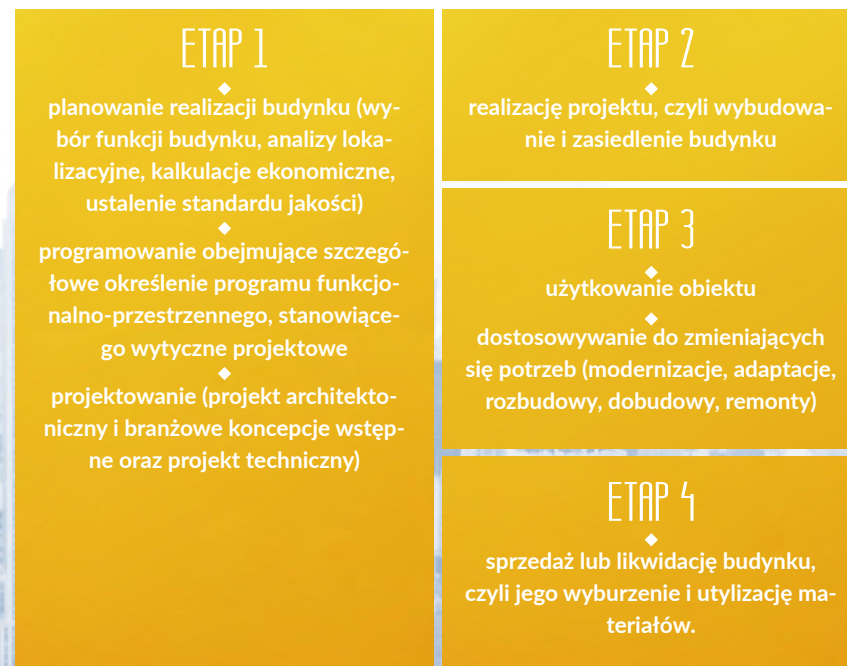 ETAP 1
planowanie realizacji budynku (wy-
bór funkcji budynku, analizy loka-
lizacyjne, kalkulacje ekonomiczne,
ustalenie standardu jakości)
programowanie obejmujące szczegó-
łowe określenie programu funkcjo-
nalno-przestrzennego, stanowiące-
go wytyczne projektowe
projektowanie (projekt architekto-
niczny i branżowe koncepcje wstęp-
ne oraz projekt techniczny)
ETAP 2
realizację projektu, czyli wybudowa-
nie i zasiedlenie budynku
ETAP 3
użytkowanie obiektu
dostosowywanie do zmieniających
się potrzeb (modernizacje, adaptacje,
rozbudowy, dobudowy, remonty)
ETAP 4
sprzedaż lub likwidację budynku,
czyli jego wyburzenie i utylizację ma-
teriałów.